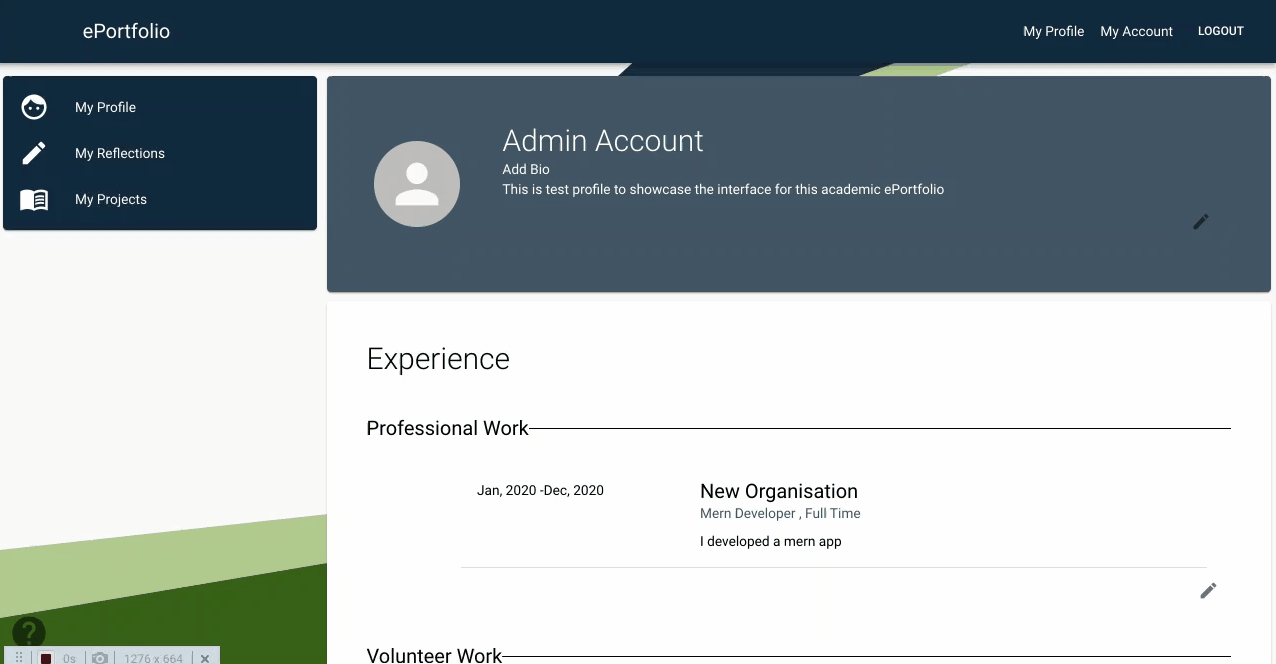 ePortfolio
My Profile My Account LOGOUT
My Profile
My Reflections
My Projects
Admin Account
Add Bio
This is test profile to showcase the interface for this academic ePortfolio
Experience
Professional Work
Jan, 2020 -Dec, 2020
New Organisation
Mern Developer , Full Time
I developed a mern app
Volunteer Work
?
0s 1276 x 664